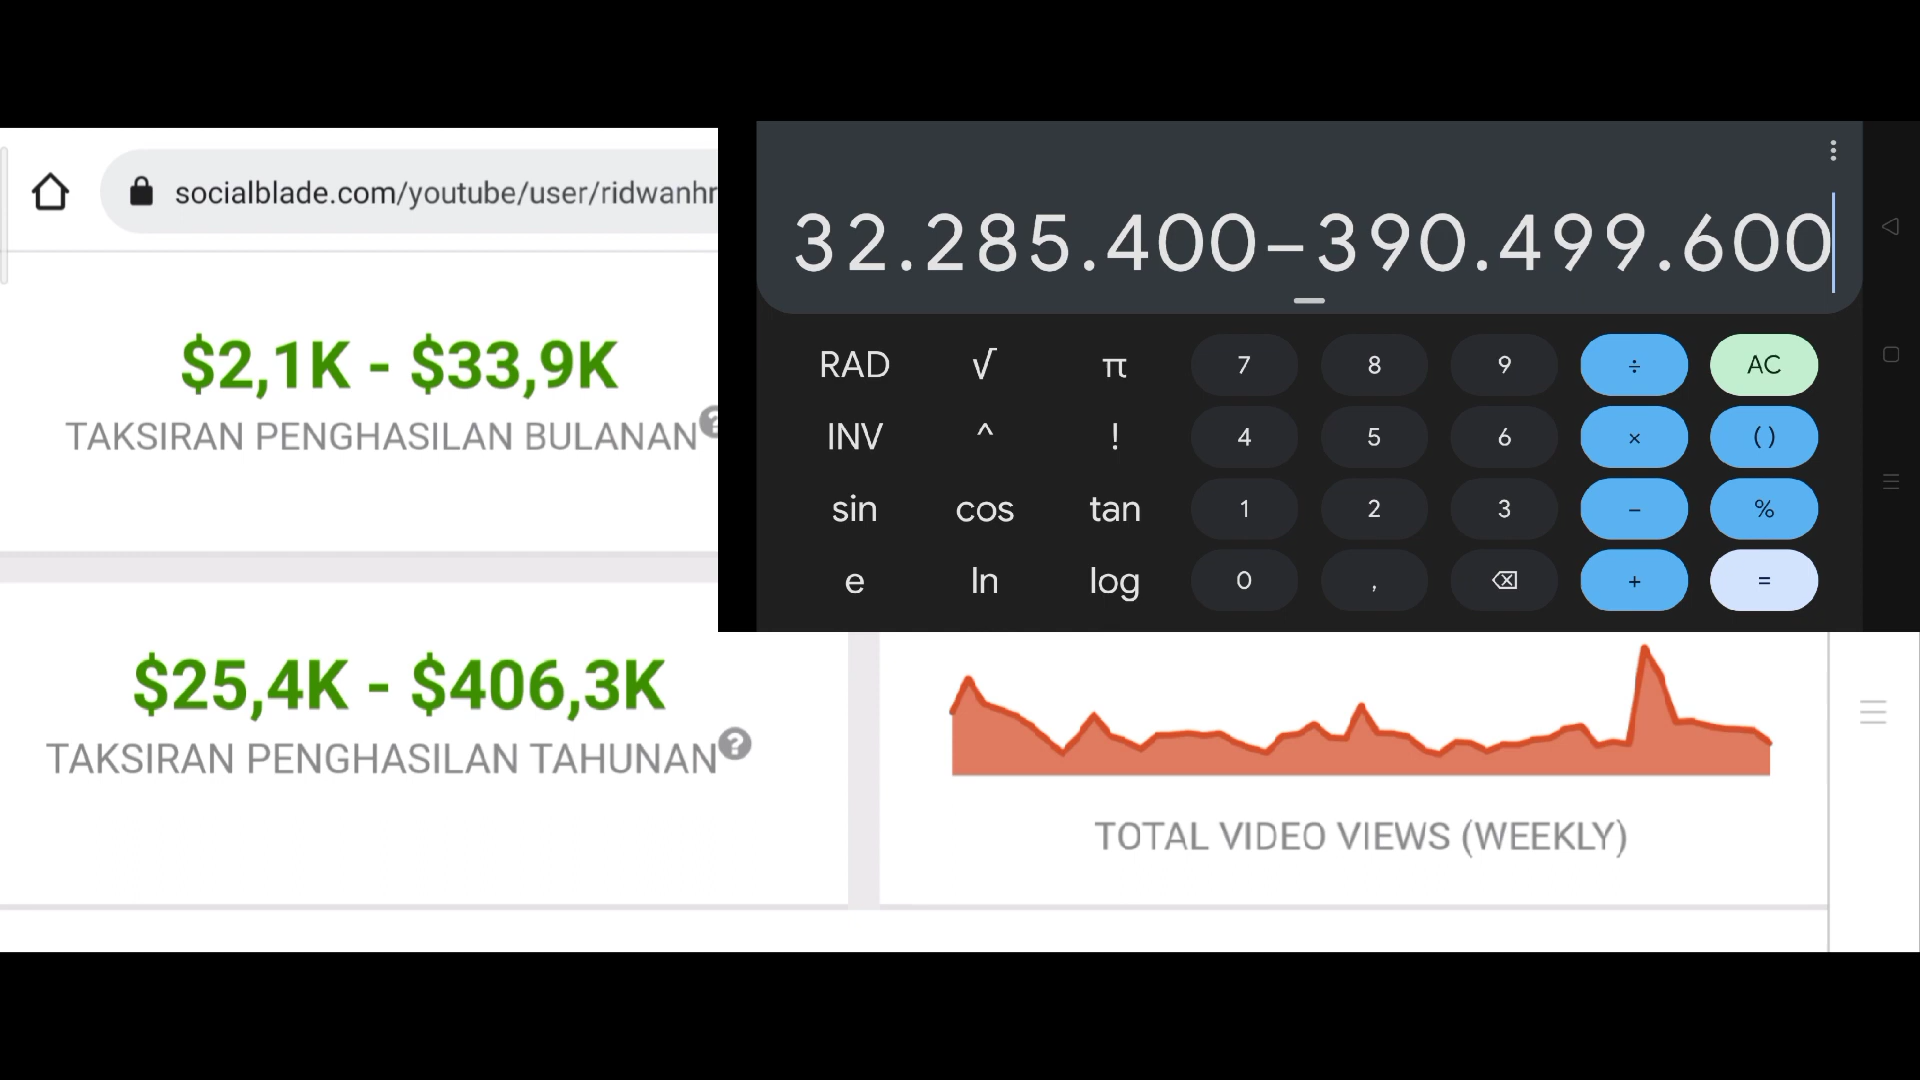 socialblade.com/youtube/user/ridwanhr
$2,1K - $33,9K
TAKSIRAN PENGHASILAN BULANAN ?
$25,4K - $406,3K
TAKSIRAN PENGHASILAN TAHUNAN ?
32.285.400–390.499.600
RAD √ π 7 8 9 ÷ AC
INV ^ ! 4 5 6 × ( )
sin cos tan 1 2 3 – %
e ln log 0 , + =
TOTAL VIDEO VIEWS (WEEKLY)